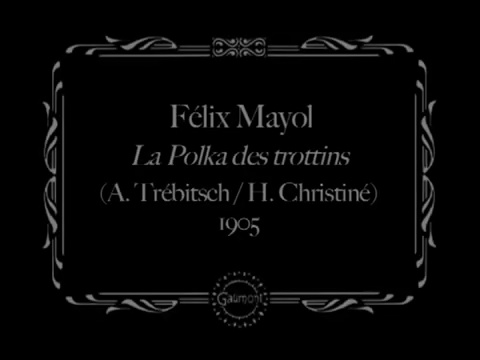 Félix Mayol
La Polka des trottins
(A. Trébitsch / H. Christiné)
1905
Gaumont